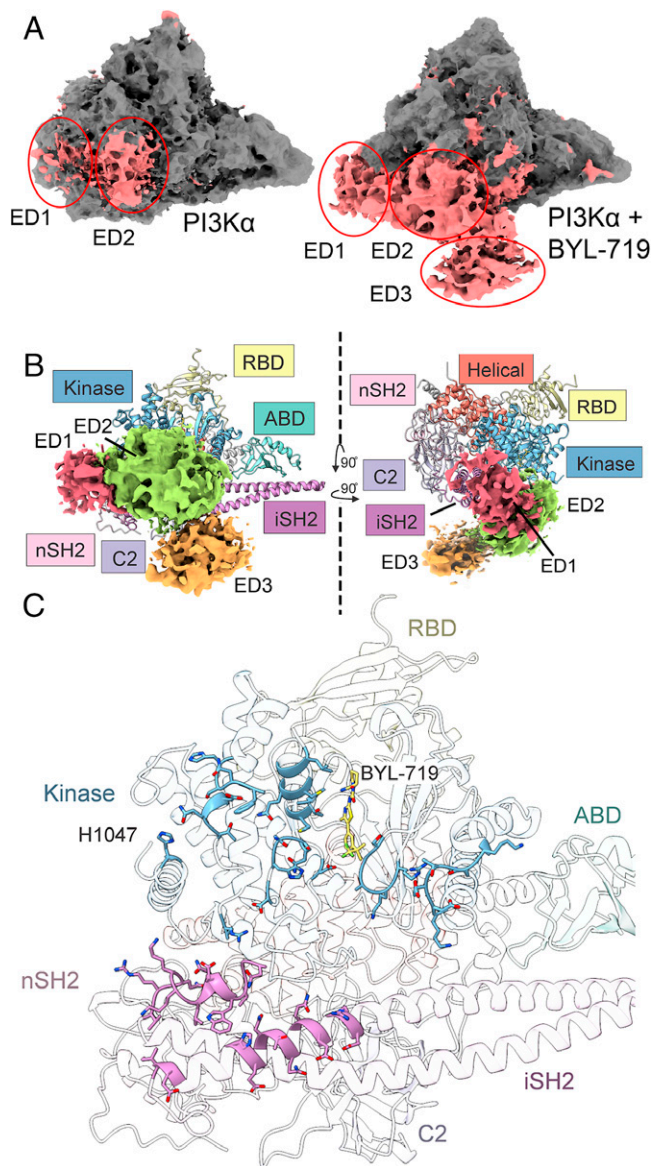 A
ED1
ED2
PI3Kα
ED1
ED2
ED3
PI3Kα +
BYL-719
B
RBD
Kinase
ED2
ED1
ABD
iSH2
nSH2
C2
ED3
90°
90°
Helical
nSH2
RBD
C2
Kinase
iSH2
ED2
ED3
ED1
C
RBD
BYL-719
Kinase
H1047
ABD
nSH2
iSH2
C2